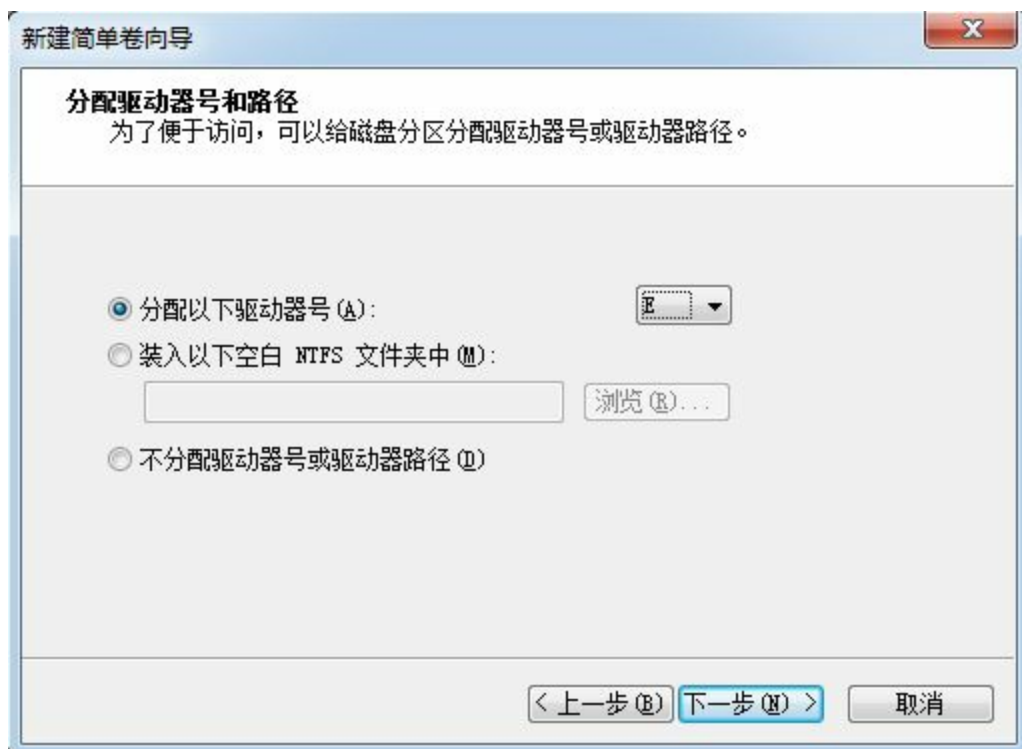 新建简单卷向导
分配驱动器号和路径
为了便于访问，可以给磁盘分区分配驱动器号或驱动器路径。
分配以下驱动器号(A): E
装入以下空白 NTFS 文件夹中(M):
浏览(R)...
不分配驱动器号或驱动器路径(D)
< 上一步(B) 下一步(N) > 取消